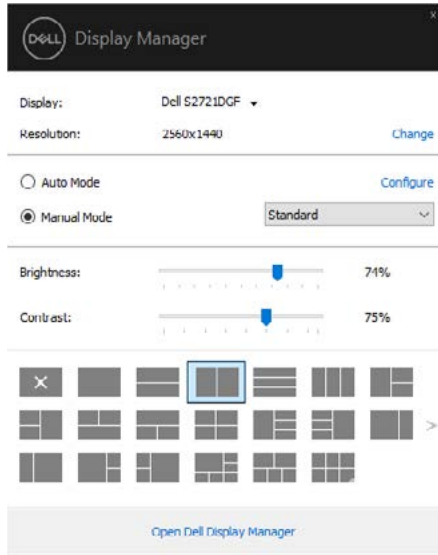 DELL Display Manager
x
Display: Dell S2721DGF
Resolution: 2560x1440 Change
Auto Mode Configure
Manual Mode Standard
Brightness: 74%
Contrast: 75%
>
Open Dell Display Manager